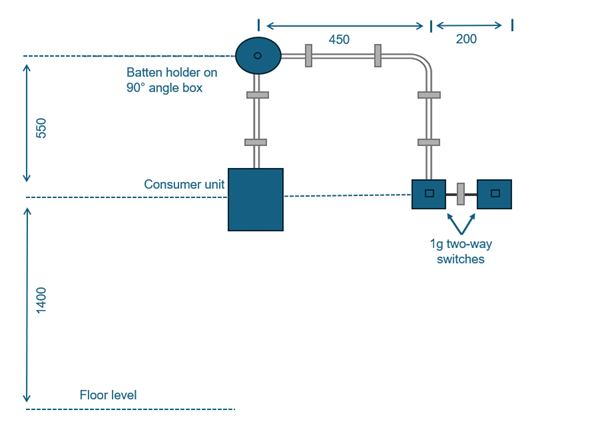 450
200
Batten holder on
90° angle box
550
Consumer unit
1g two-way
switches
1400
Floor level